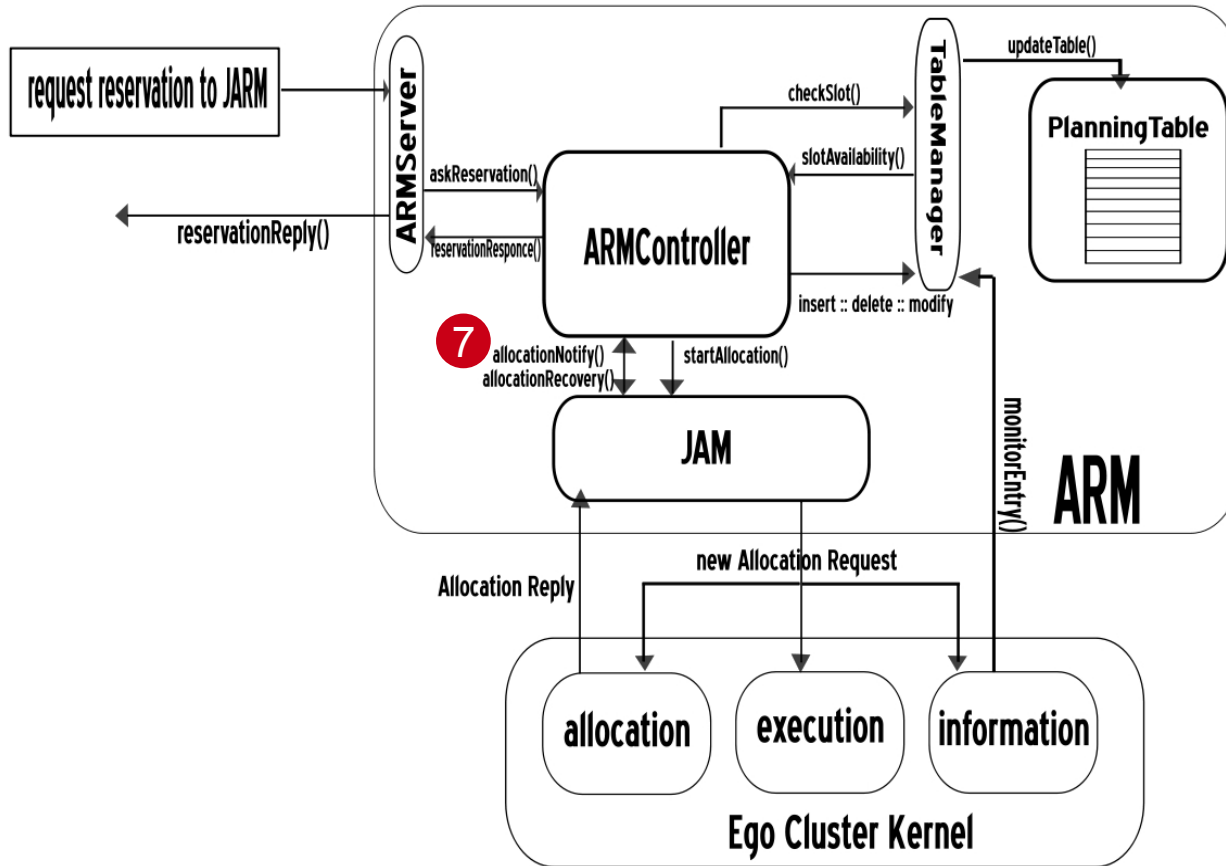 request reservation to JARM
reservationReply()
ARMServer
askReservation()
reservationResponce()
ARMController
checkSlot()
slotAvailability()
insert :: delete :: modify
TableManager
updateTable()
PlanningTable
7
allocationNotify()
allocationRecovery()
startAllocation()
JAM
monitorEntry()
ARM
Allocation Reply
new Allocation Request
allocation
execution
information
Ego Cluster Kernel